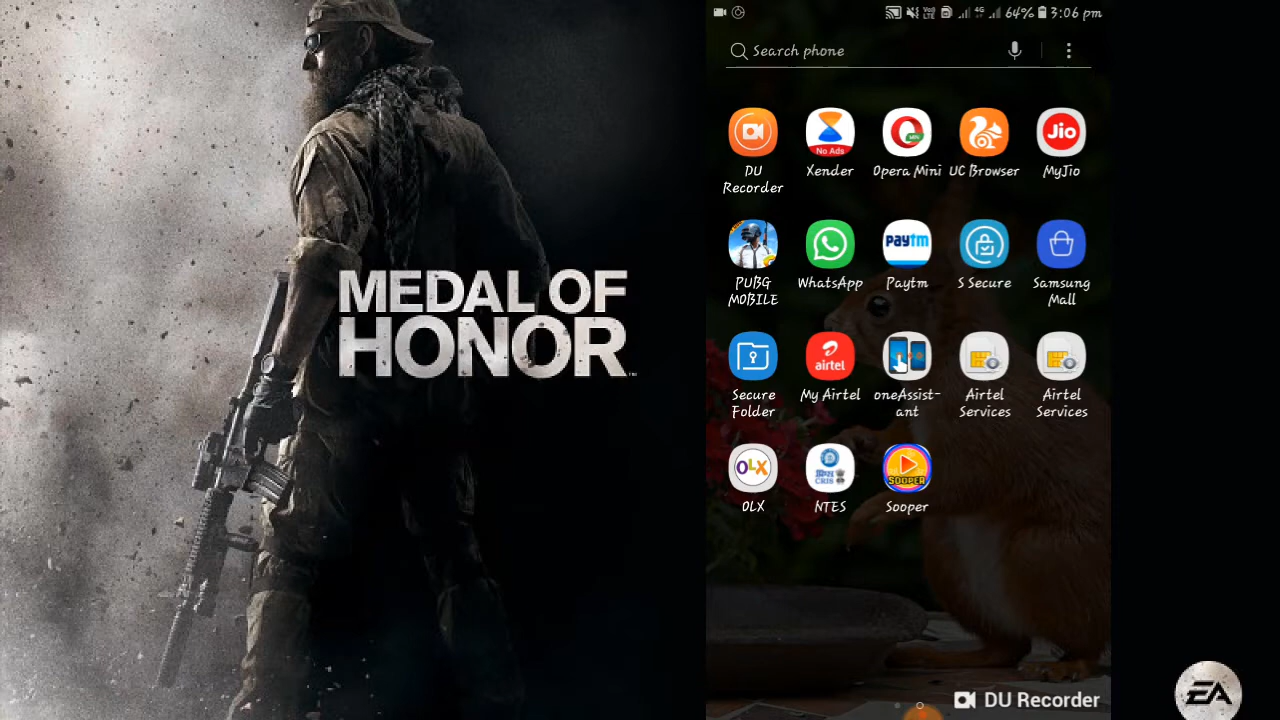 MEDAL OF
HONOR
64% 3:06 pm
Search phone
Jio
No Ads
DU
Recorder
Xender
Opera Mini
UC Browser
MyJio
paytm
PUBG
MOBILE
WhatsApp
Paytm
S Secure
Samsung
Mall
airtel
Secure
Folder
My Airtel
oneAssist-
ant
Airtel
Services
Airtel
Services
OLX
CRIS
SOOPER
OLX
NTES
Sooper
DU Recorder
EA